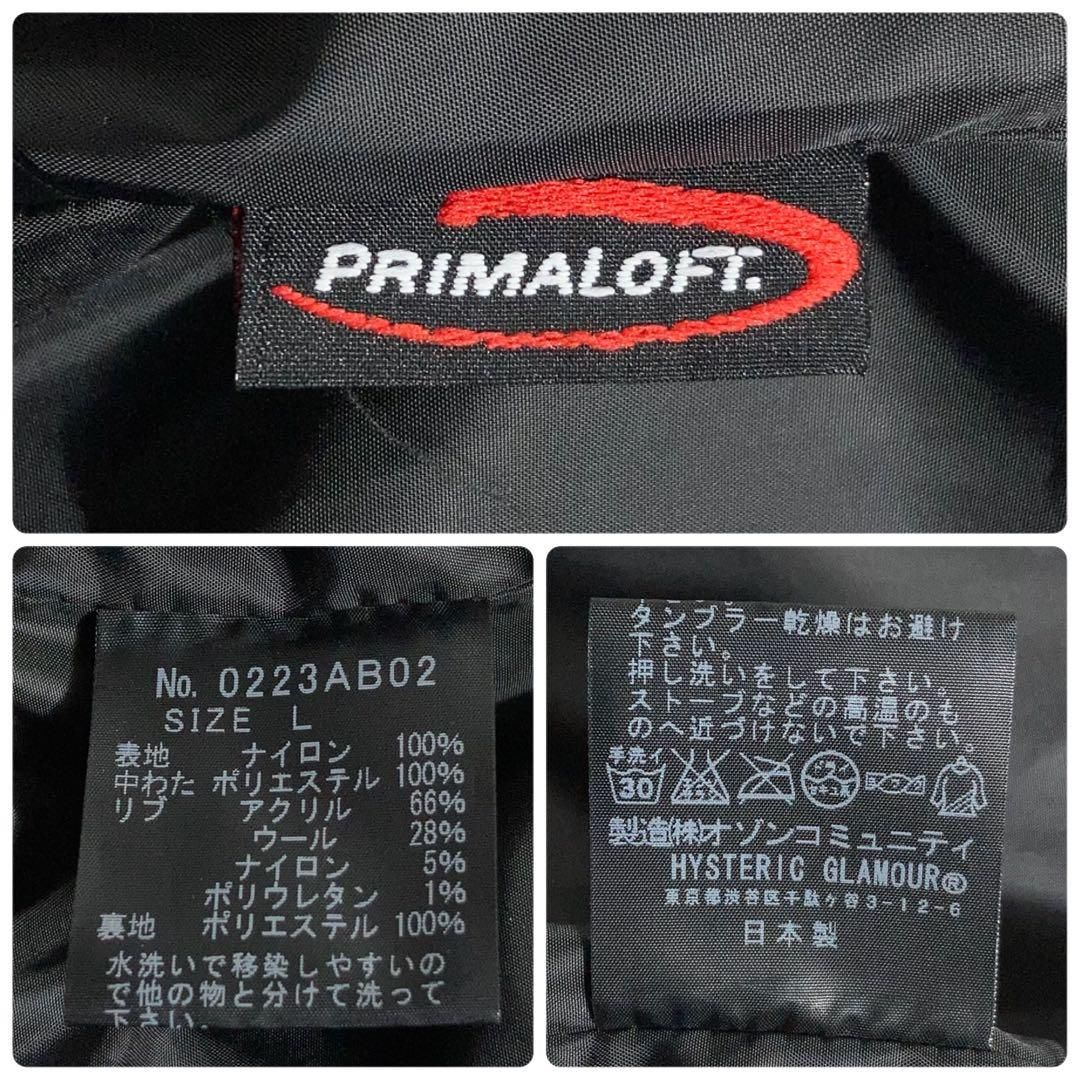 PRIMALOFT.
No. 0223AB02
SIZE L
表地 ナイロン 100%
中わた ポリエステル 100%
リブ アクリル 66%
ウール 28%
ナイロン 5%
ポリウレタン 1%
裏地 ポリエステル 100%
水洗いで移染しやすいの
で他の物と分けて洗って
下さい.
タンブラー乾燥はお避け
下さい。
押し洗いをして下さい。
ストーブなどの高温のも
のへ近づけないで下さい。
手洗イ
30
セキユ系
製造㈱オゾンコミュニティ
HYSTERIC GLAMOUR®
東京都渋谷区千駄ヶ谷3-12-6
日本製